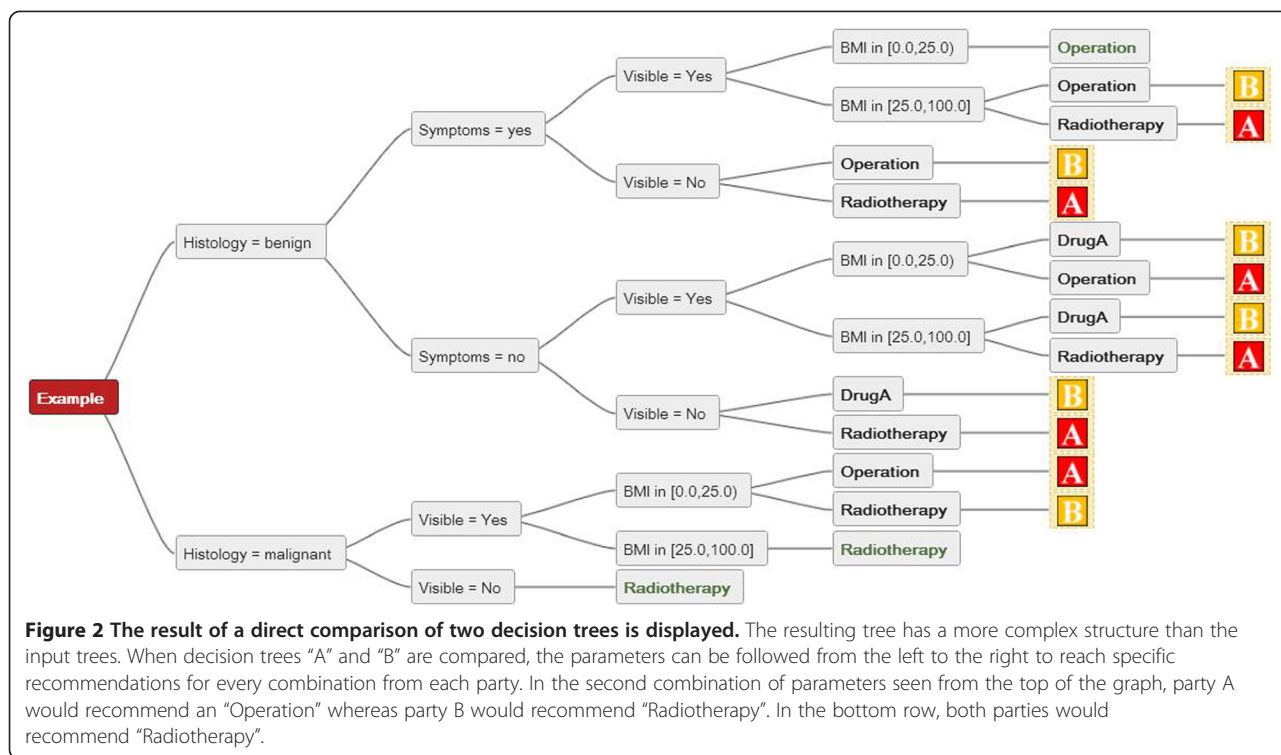 BMI in [0.0,25.0)
Operation
Visible = Yes
Operation
B
BMI in [25.0,100.0]
Symptoms = yes
Radiotherapy
A
Operation
B
Visible = No
Radiotherapy
A
Histology = benign
DrugA
B
BMI in [0.0,25.0)
Operation
A
Visible = Yes
DrugA
B
BMI in [25.0,100.0]
Symptoms = no
Radiotherapy
A
Example
DrugA
B
Visible = No
Radiotherapy
A
Operation
A
BMI in [0.0,25.0)
Radiotherapy
B
Visible = Yes
Histology = malignant
BMI in [25.0,100.0]
Radiotherapy
Visible = No
Radiotherapy
Figure 2 The result of a direct comparison of two decision trees is displayed. The resulting tree has a more complex structure than the
input trees. When decision trees “A” and “B” are compared, the parameters can be followed from the left to the right to reach specific
recommendations for every combination from each party. In the second combination of parameters seen from the top of the graph, party A
would recommend an “Operation” whereas party B would recommend “Radiotherapy”. In the bottom row, both parties would
recommend “Radiotherapy”.